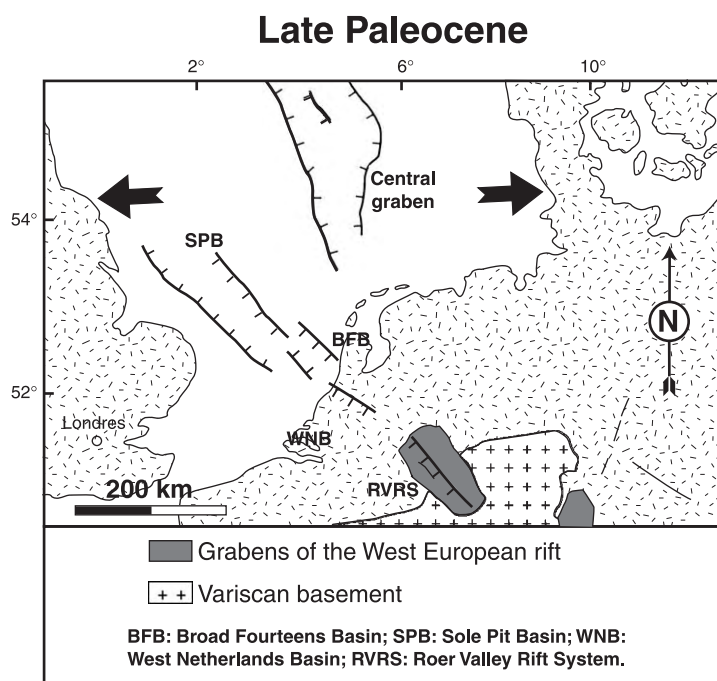 Late Paleocene
2° 6° 10°
Central
graben
54°
SPB
N
BFB
52°
Londres
WNB
RVRS
200 km
Grabens of the West European rift
Variscan basement
BFB: Broad Fourteens Basin; SPB: Sole Pit Basin; WNB:
West Netherlands Basin; RVRS: Roer Valley Rift System.